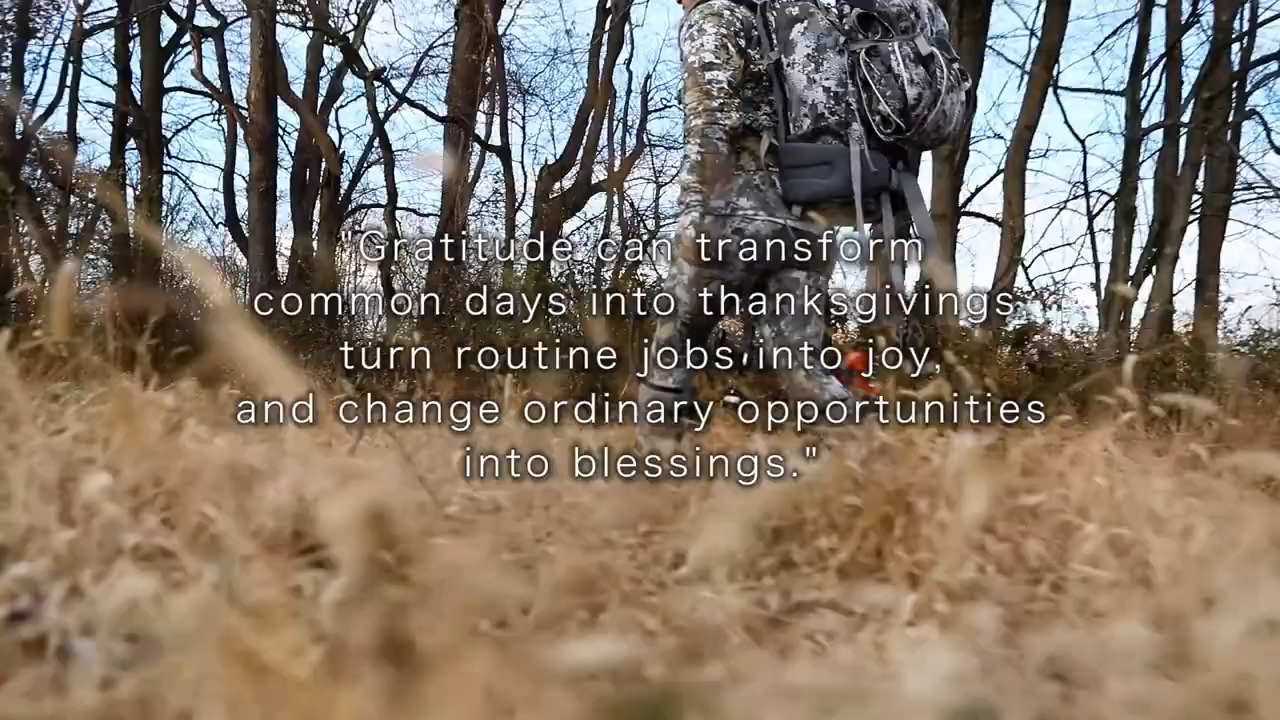 "Gratitude can transform
common days into thanksgivings
turn routine jobs into joy,
and change ordinary opportunities
into blessings."